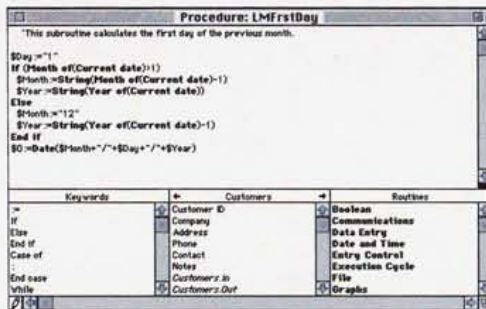 Procedure: LMFrstDay
`This subroutine calculates the first day of the previous month.
$Day:="1"
If (Month of(Current date)>1)
$Month:=String(Month of(Current date)-1)
$Year:=String(Year of(Current date))
Else
$Month:="12"
$Year:=String(Year of(Current date)-1)
End if
$0:=Date($Month+"/"+$Day+"/"+$Year)
Keywords
:=
If
Else
End if
Case of
:
End case
While
Customers
Customer ID
Company
Address
Phone
Contact
Notes
Customers.In
Customers.Out
Routines
Boolean
Communications
Data Entry
Date and Time
Entry Control
Execution Cycle
File
Graphs